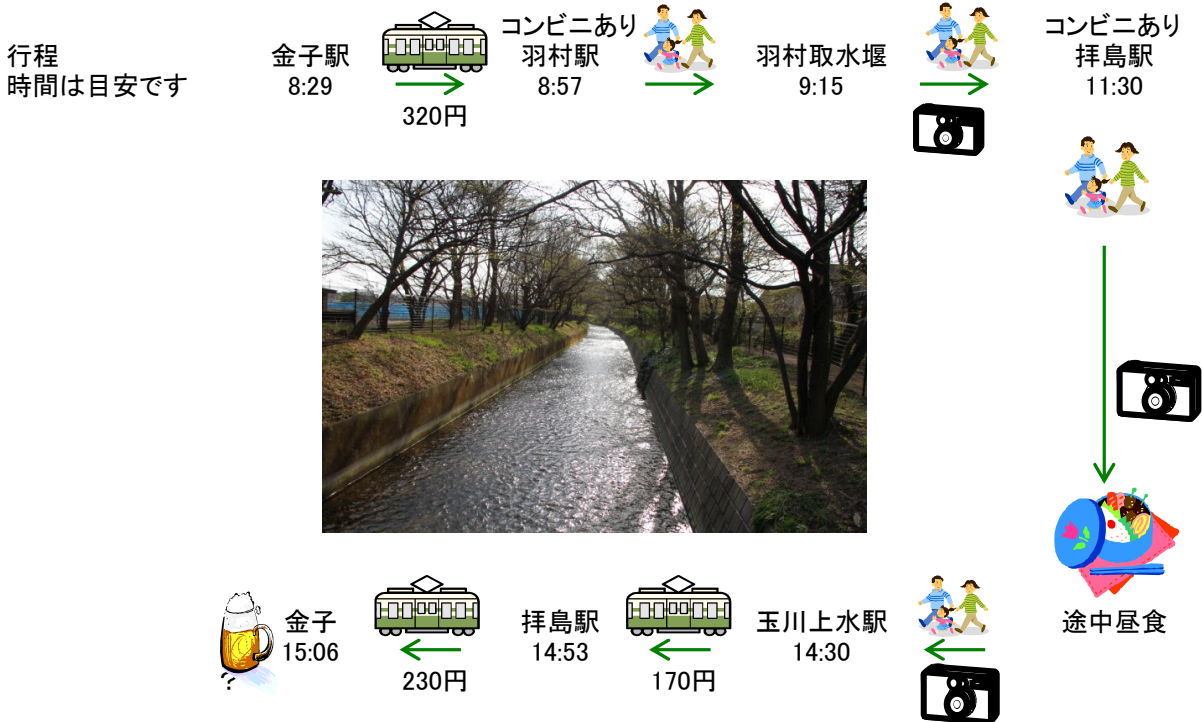 行程
時間は目安です
金子駅
8:29
320円
コンビニあり
羽村駅
8:57
羽村取水堰
9:15
コンビニあり
拝島駅
11:30
途中昼食
玉川上水駅
14:30
170円
拝島駅
14:53
230円
金子
15:06
?